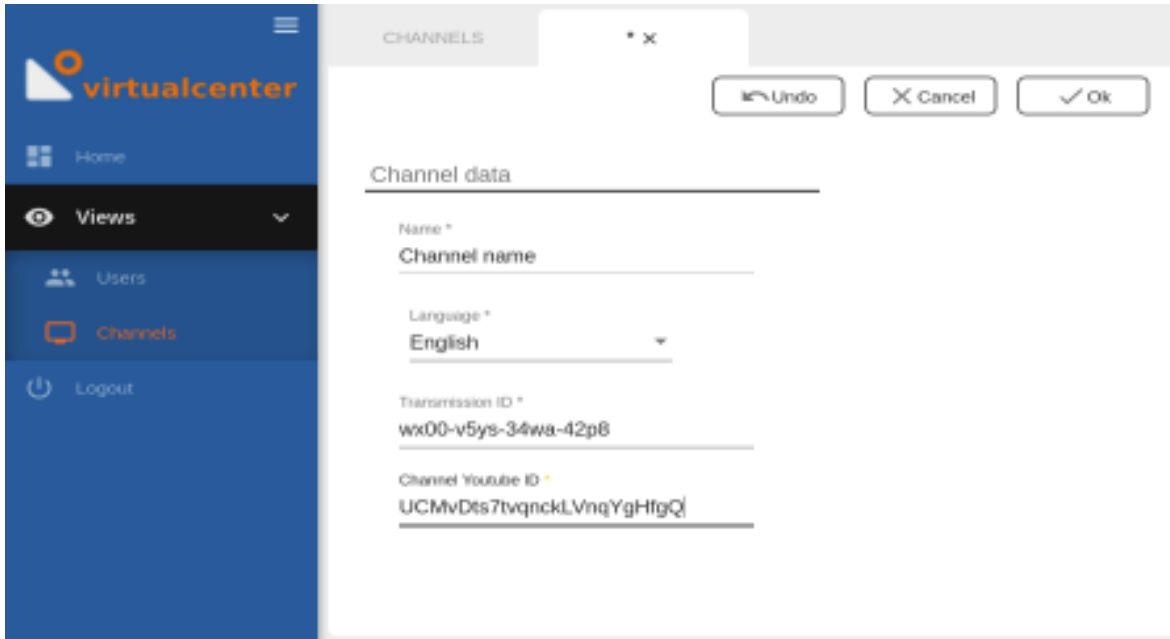 virtualcenter
Home
Views
Users
Channels
Logout
CHANNELS
* ×
Undo
Cancel
Ok
Channel data
Name *
Channel name
Language *
English
Transmission ID *
wx00-v5ys-34wa-42p8
Channel Youtube ID *
UCMvDts7tvqnckLVnqYgHfgQ